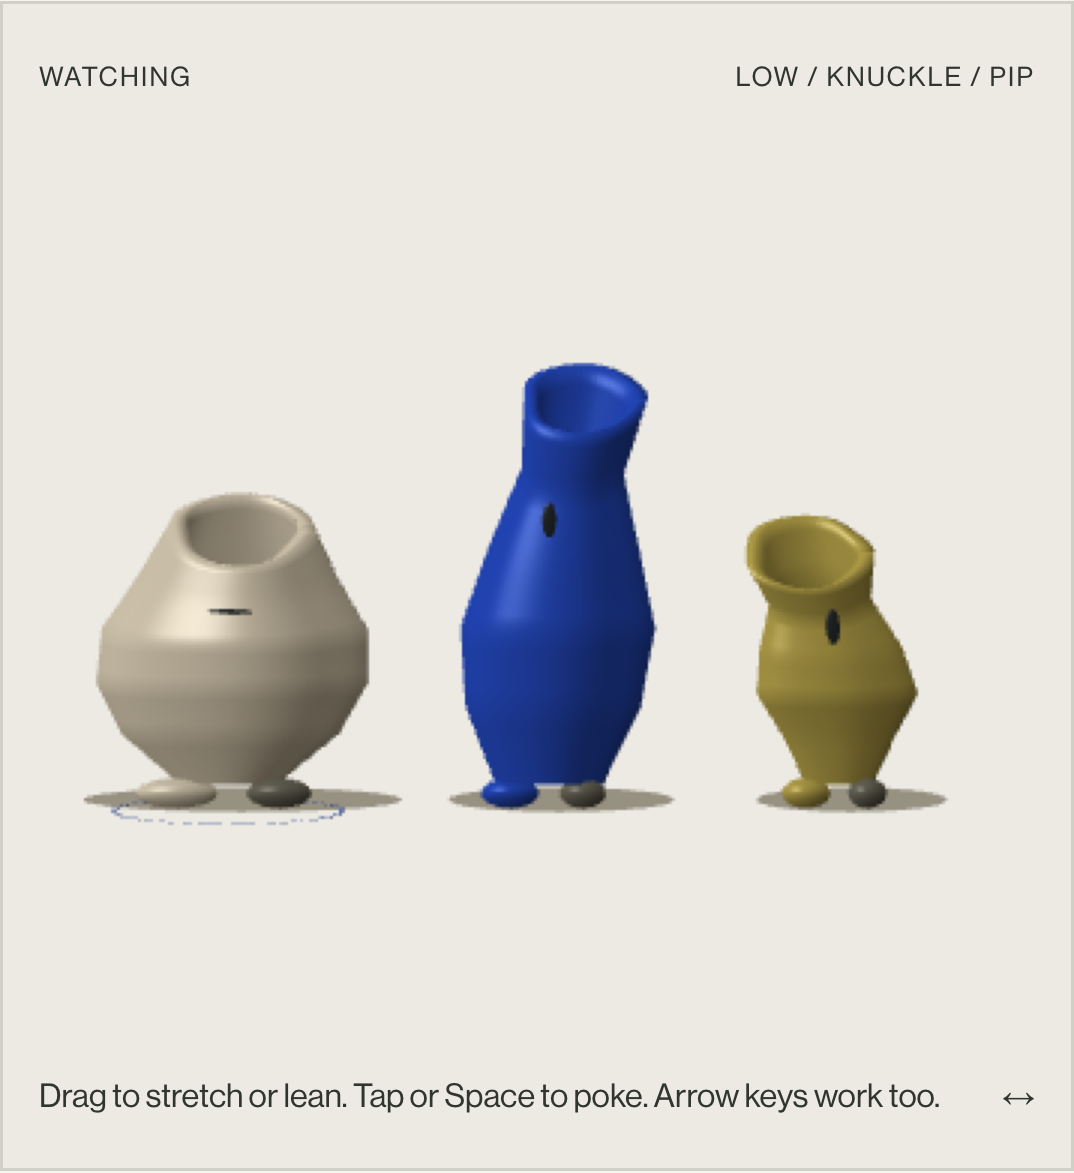 WATCHING
LOW / KNUCKLE / PIP
Drag to stretch or lean. Tap or Space to poke. Arrow keys work too. ↔